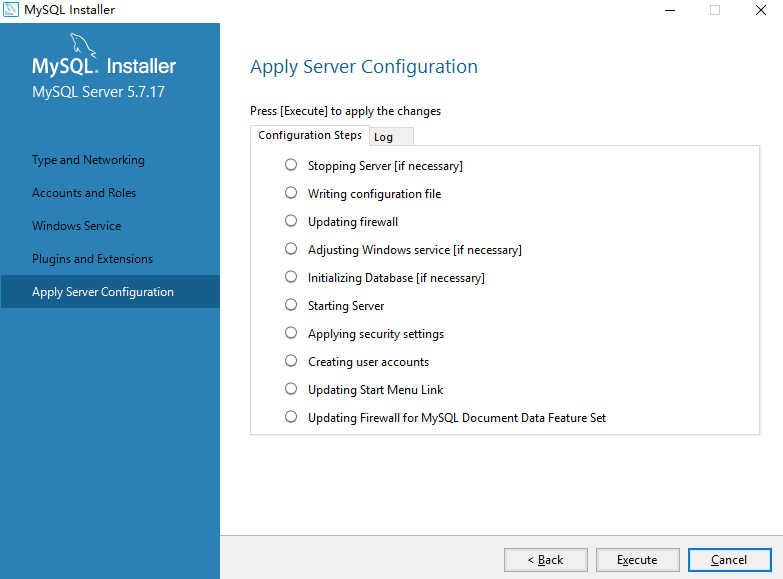 MySQL Installer
MySQL. Installer
MySQL Server 5.7.17
Type and Networking
Accounts and Roles
Windows Service
Plugins and Extensions
Apply Server Configuration
Apply Server Configuration
Press [Execute] to apply the changes
Configuration Steps Log
Stopping Server [if necessary]
Writing configuration file
Updating firewall
Adjusting Windows service [if necessary]
Initializing Database [if necessary]
Starting Server
Applying security settings
Creating user accounts
Updating Start Menu Link
Updating Firewall for MySQL Document Data Feature Set
< Back Execute Cancel